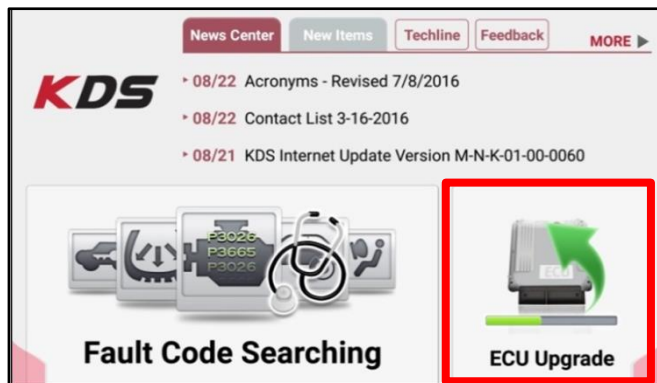 News Center New Items Techline Feedback MORE
KDS
08/22 Acronyms - Revised 7/8/2016
08/22 Contact List 3-16-2016
08/21 KDS Internet Update Version M-N-K-01-00-0060
P3026
P3665
P3026
ECU
Fault Code Searching
ECU Upgrade